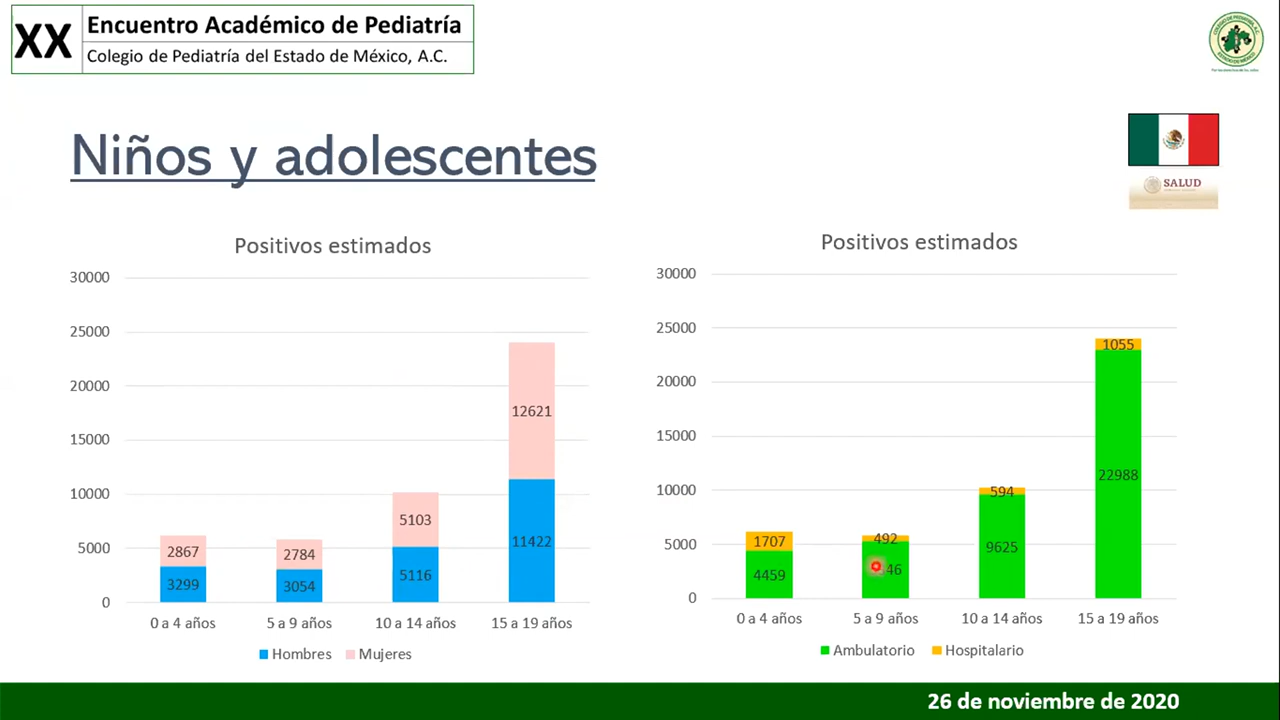 XX
Encuentro Académico de Pediatría
Colegio de Pediatría del Estado de México, A.C.
Niños y adolescentes
SALUD
Positivos estimados
30000
25000
20000
15000
10000
5000
0
2867
3299
2784
3054
5103
5116
12621
11422
0 a 4 años
5 a 9 años
10 a 14 años
15 a 19 años
Hombres
Mujeres
Positivos estimados
30000
25000
20000
15000
10000
5000
0
1707
4459
492
46
594
9625
1055
22988
0 a 4 años
5 a 9 años
10 a 14 años
15 a 19 años
Ambulatorio
Hospitalario
26 de noviembre de 2020